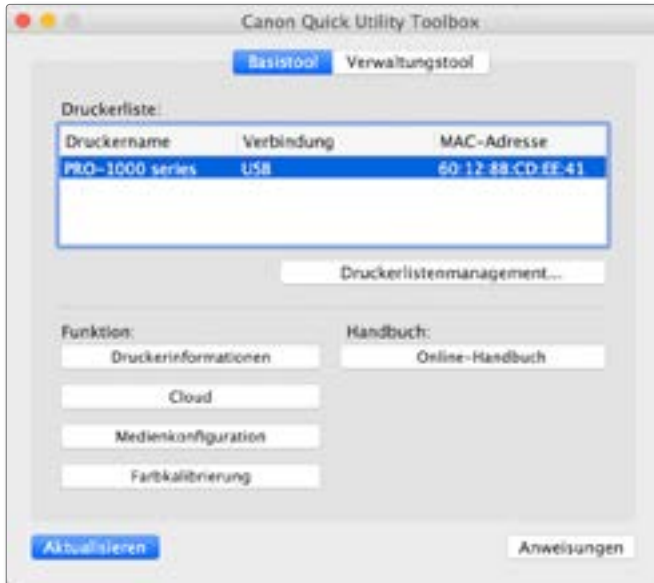 Canon Quick Utility Toolbox
Basistool Verwaltungstool
Druckerliste:
Druckername Verbindung MAC-Adresse
PRO-1000 series USB 60:12:88:CD:EE:41
Druckerlistenmanagement...
Funktion: Handbuch:
Druckerinformationen Online-Handbuch
Cloud
Medienkonfiguration
Farbkalibrierung
Aktualisieren Anweisungen